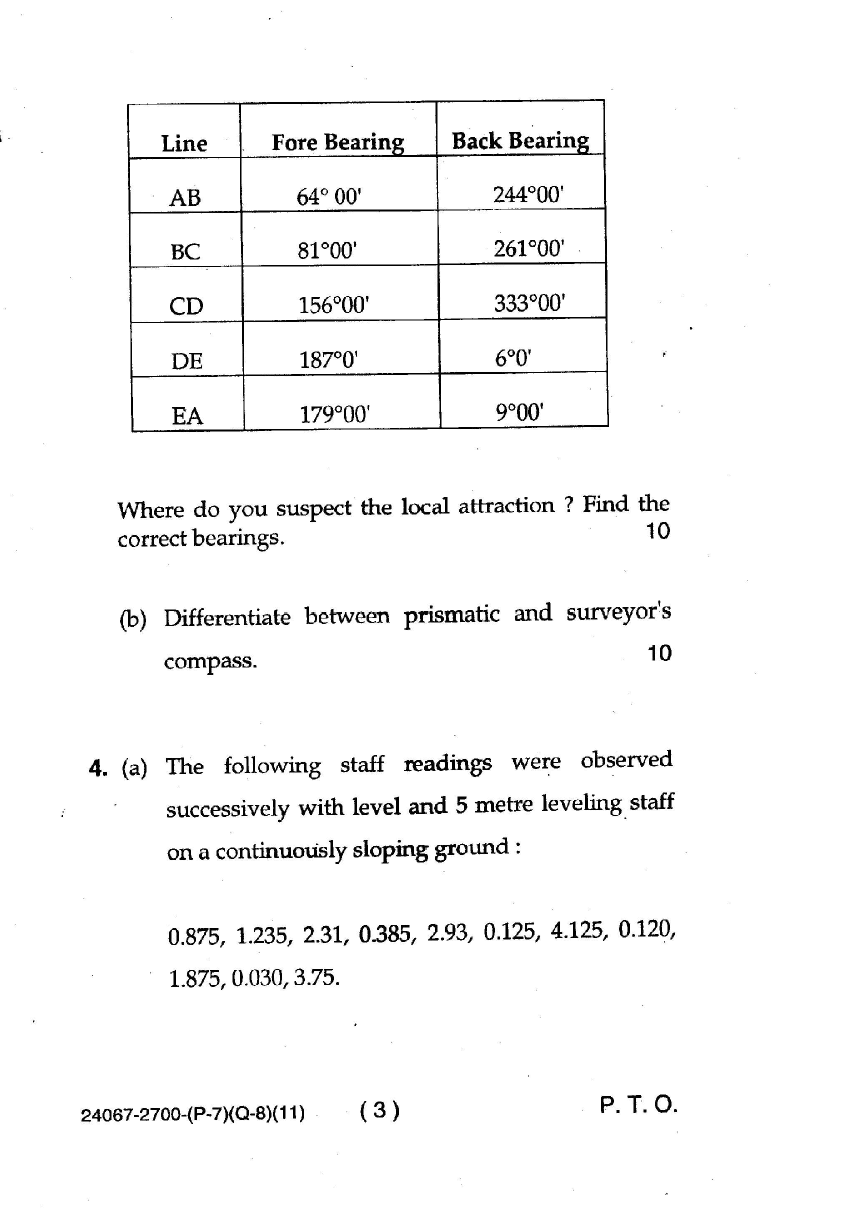 Line Fore Bearing Back Bearing
AB 64° 00' 244°00'
BC 81°00' 261°00'
CD 156°00' 333°00'
DE 187°0' 6°0'
EA 179°00' 9°00'
Where do you suspect the local attraction ? Find the
correct bearings. 10
(b) Differentiate between prismatic and surveyor's
compass. 10
4. (a) The following staff readings were observed
successively with level and 5 metre leveling staff
on a continuously sloping ground :
0.875, 1.235, 2.31, 0.385, 2.93, 0.125, 4.125, 0.120,
1.875, 0.030, 3.75.
24067-2700-(P-7)(Q-8)(11) ( 3 ) P. T. O.